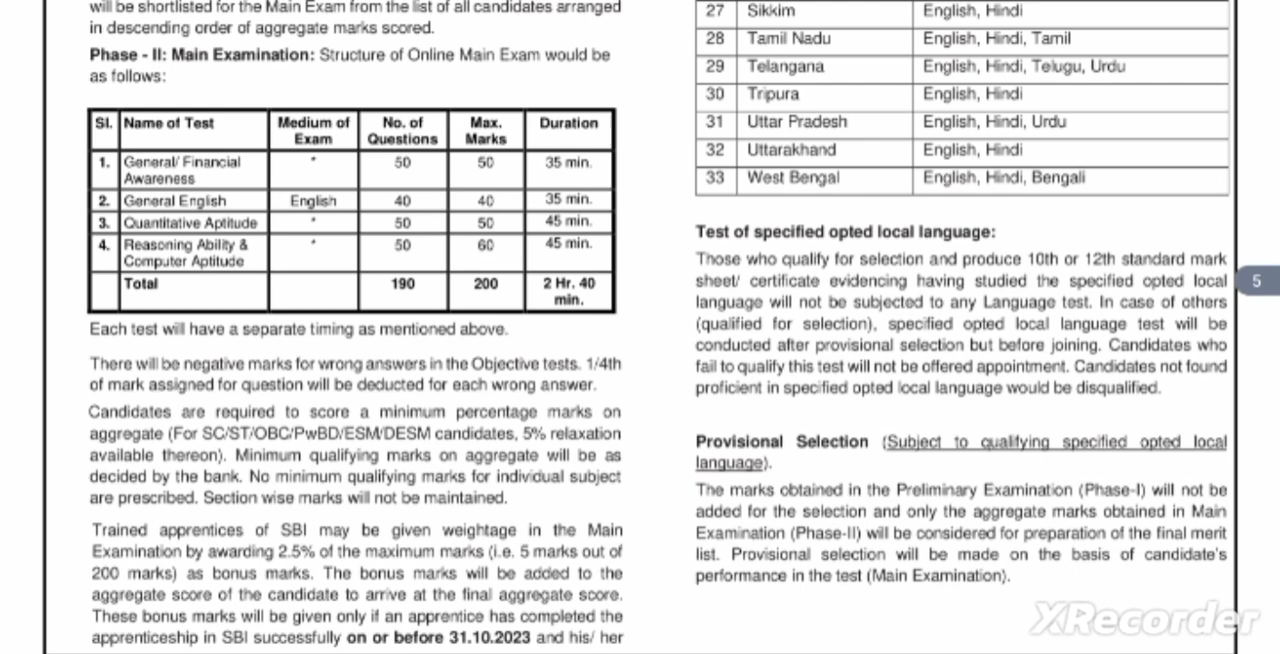 will be shortlisted for the Main Exam from the list of all candidates arranged
in descending order of aggregate marks scored.
Phase - II: Main Examination: Structure of Online Main Exam would be
as follows:
Sl. Name of Test Medium of Exam No. of Questions Max. Marks Duration
1. General/ Financial Awareness * 50 50 35 min.
2. General English English 40 40 35 min.
3. Quantitative Aptitude * 50 50 45 min.
4. Reasoning Ability & Computer Aptitude * 50 60 45 min.
Total 190 200 2 Hr. 40 min.
Each test will have a separate timing as mentioned above.
There will be negative marks for wrong answers in the Objective tests. 1/4th
of mark assigned for question will be deducted for each wrong answer.
Candidates are required to score a minimum percentage marks on
aggregate (For SC/ST/OBC/PwBD/ESM/DESM candidates, 5% relaxation
available thereon). Minimum qualifying marks on aggregate will be as
decided by the bank. No minimum qualifying marks for individual subject
are prescribed. Section wise marks will not be maintained.
Trained apprentices of SBI may be given weightage in the Main
Examination by awarding 2.5% of the maximum marks (i.e. 5 marks out of
200 marks) as bonus marks. The bonus marks will be added to the
aggregate score of the candidate to arrive at the final aggregate score.
These bonus marks will be given only if an apprentice has completed the
apprenticeship in SBI successfully on or before 31.10.2023 and his/ her
27 Sikkim English, Hindi
28 Tamil Nadu English, Hindi, Tamil
29 Telangana English, Hindi, Telugu, Urdu
30 Tripura English, Hindi
31 Uttar Pradesh English, Hindi, Urdu
32 Uttarakhand English, Hindi
33 West Bengal English, Hindi, Bengali
Test of specified opted local language:
Those who qualify for selection and produce 10th or 12th standard mark
sheet/ certificate evidencing having studied the specified opted local
language will not be subjected to any Language test. In case of others
(qualified for selection), specified opted local language test will be
conducted after provisional selection but before joining. Candidates who
fail to qualify this test will not be offered appointment. Candidates not found
proficient in specified opted local language would be disqualified.
Provisional Selection (Subject to qualifying specified opted local
language).
The marks obtained in the Preliminary Examination (Phase-I) will not be
added for the selection and only the aggregate marks obtained in Main
Examination (Phase-II) will be considered for preparation of the final merit
list. Provisional selection will be made on the basis of candidate's
performance in the test (Main Examination).
5
XRecorder